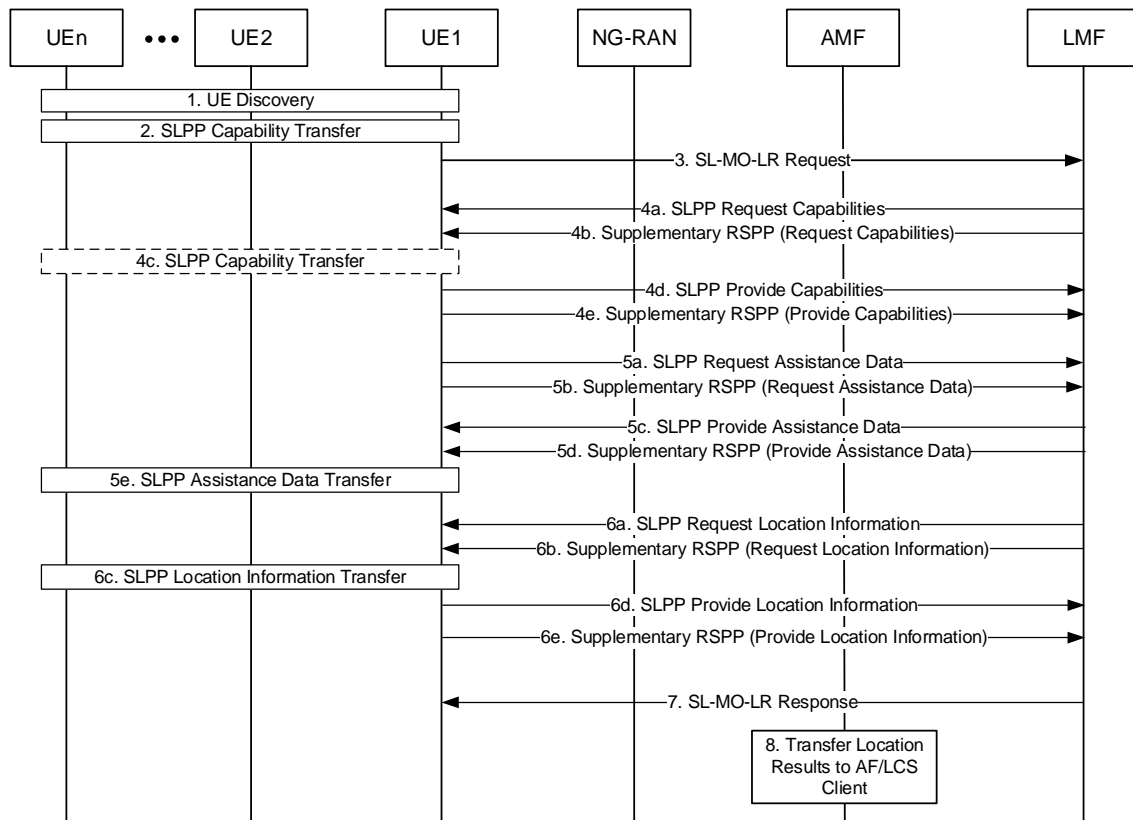 UEn
UE2
UE1
NG-RAN
AMF
LMF
1. UE Discovery
2. SLPP Capability Transfer
3. SL-MO-LR Request
4a. SLPP Request Capabilities
4b. Supplementary RSPP (Request Capabilities)
4c. SLPP Capability Transfer
4d. SLPP Provide Capabilities
4e. Supplementary RSPP (Provide Capabilities)
5a. SLPP Request Assistance Data
5b. Supplementary RSPP (Request Assistance Data)
5c. SLPP Provide Assistance Data
5d. Supplementary RSPP (Provide Assistance Data)
5e. SLPP Assistance Data Transfer
6a. SLPP Request Location Information
6b. Supplementary RSPP (Request Location Information)
6c. SLPP Location Information Transfer
6d. SLPP Provide Location Information
6e. Supplementary RSPP (Provide Location Information)
7. SL-MO-LR Response
8. Transfer Location
Results to AF/LCS
Client